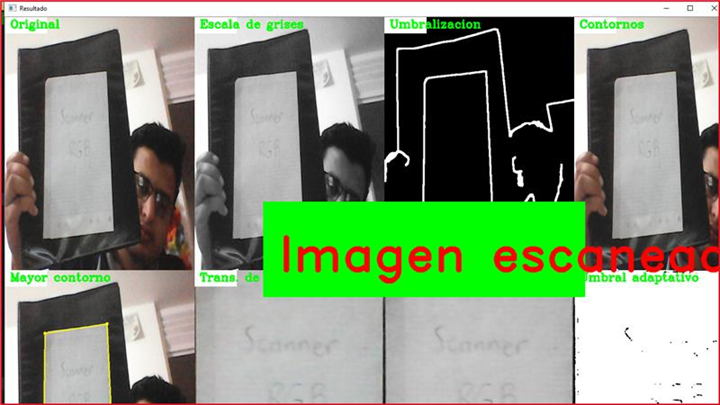 Resultado
Original
Escala de grises
Umbralizacion
Contornos
Scanner
RGB
Scanner
RGB
Scanner
RGB
Imagen escanead
Mayor contorno
Trans. de
Umbral adaptativo
Scanner
Scanner
RGB
Scanner
RGB